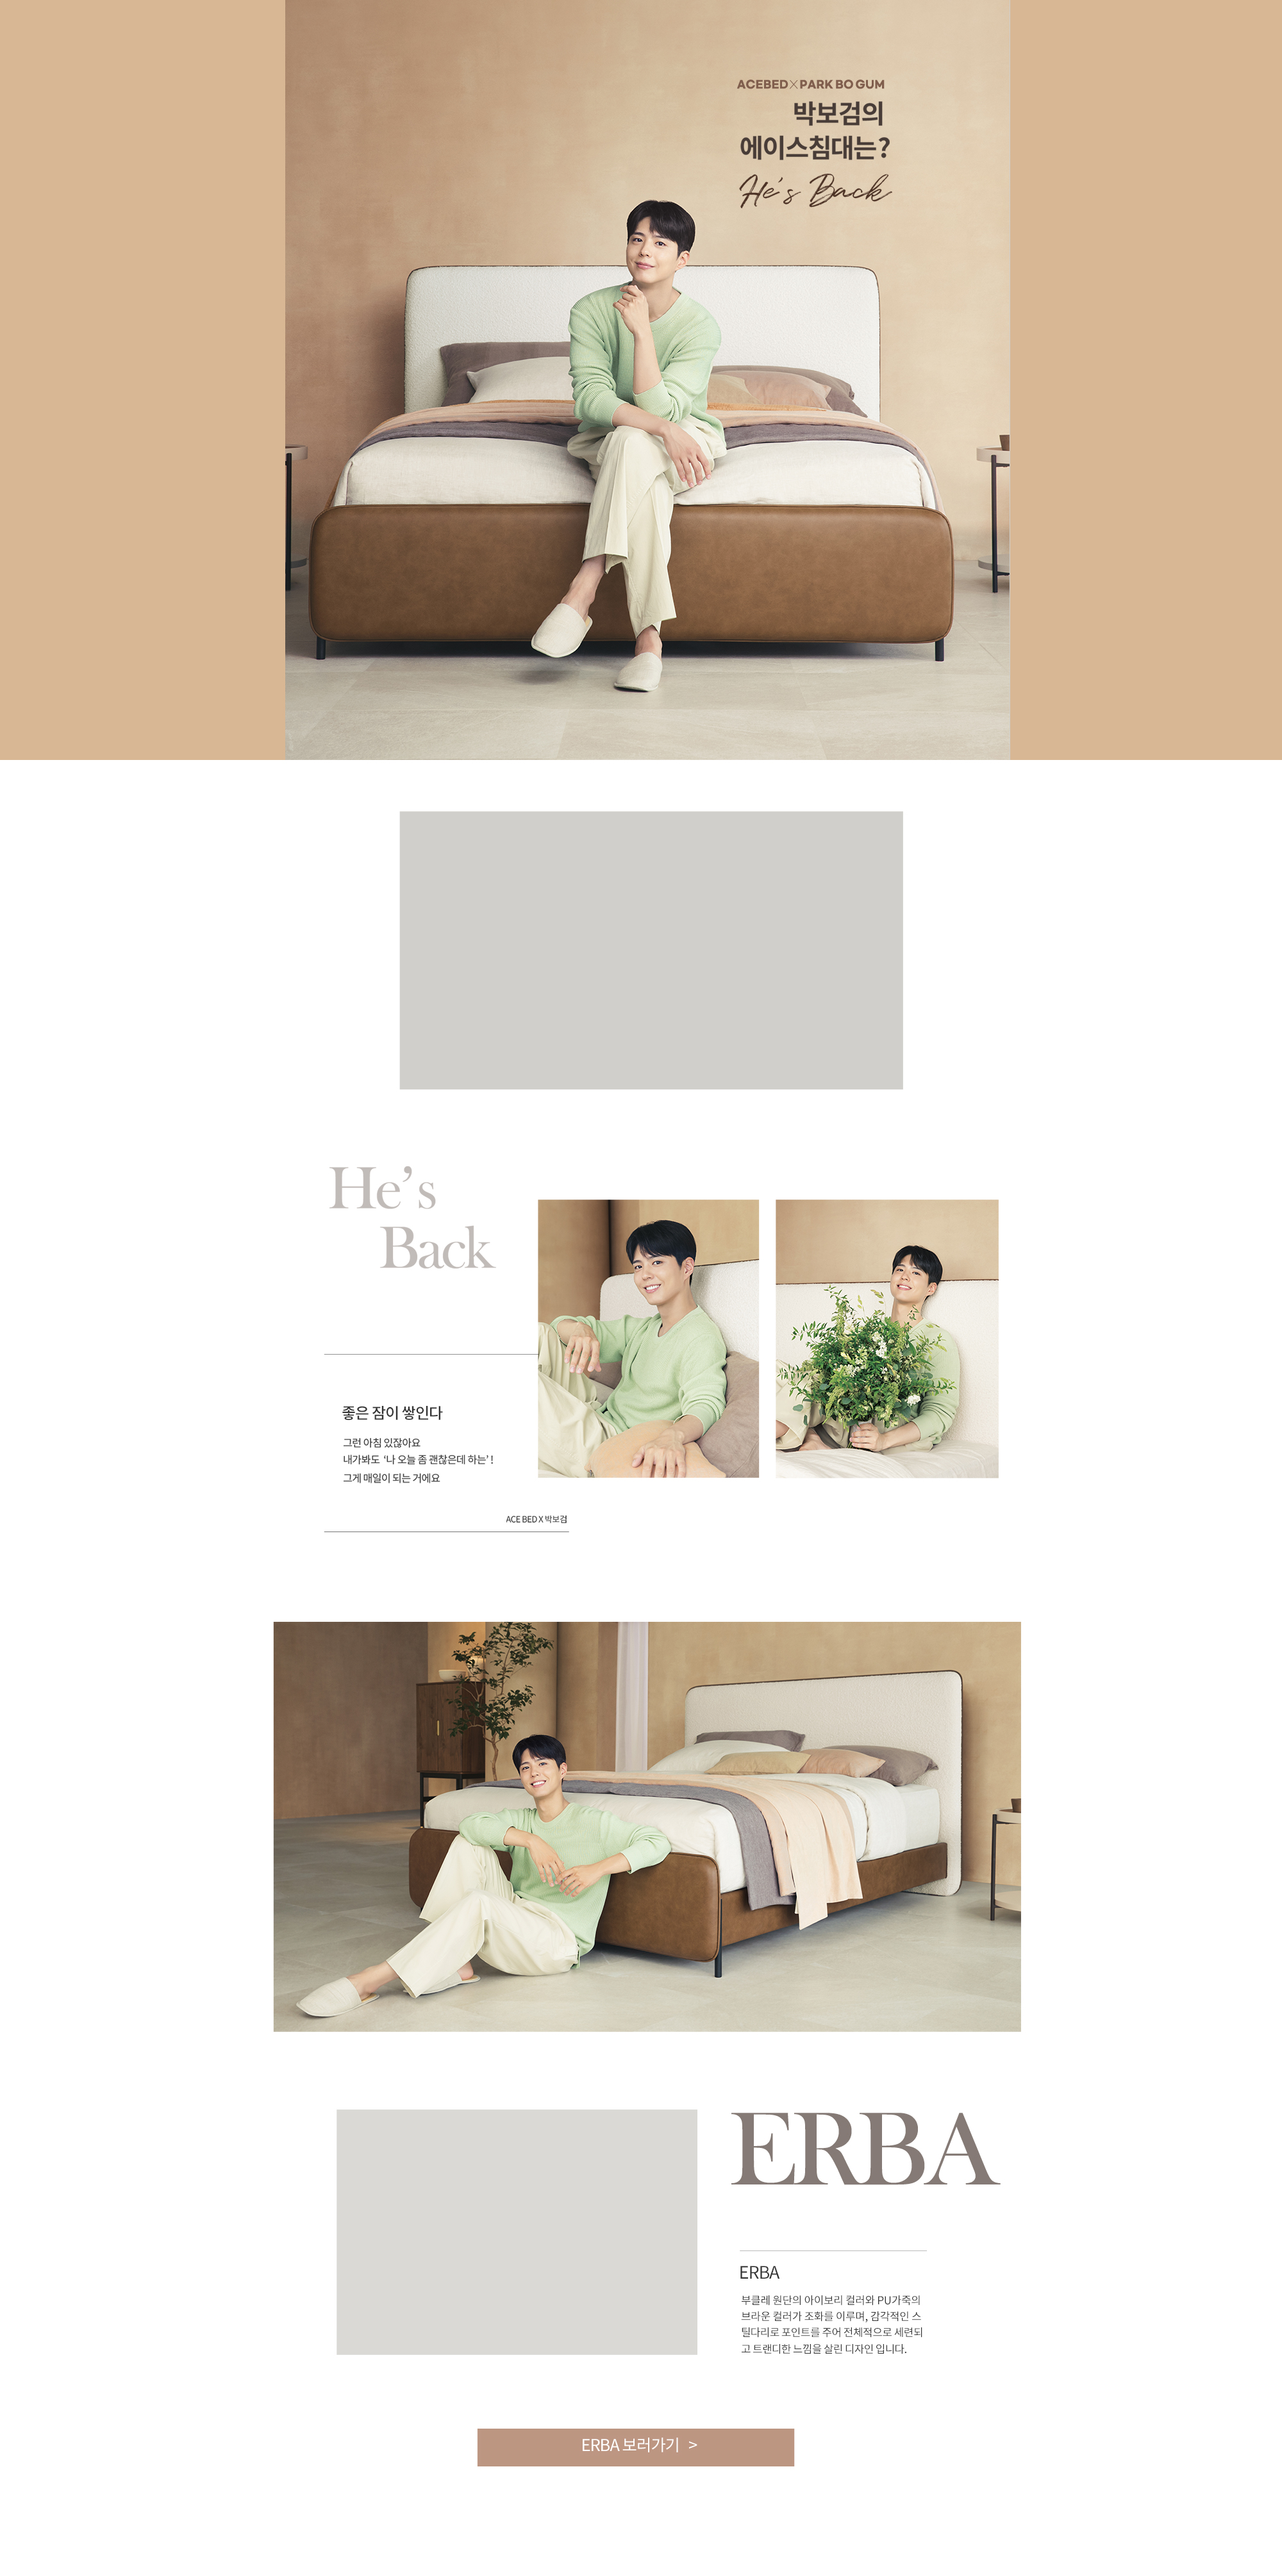 ACEBED×PARK BO GUM
박보검의
에이스침대는?
He's Back
He’s
Back
좋은 잠이 쌓인다
그런 아침 있잖아요
내가봐도 ‘나 오늘 좀 괜찮은데 하는’ !
그게 매일이 되는 거에요
ACE BED X 박보검
ERBA
ERBA
부클레 원단의 아이보리 컬러와 PU가죽의
브라운 컬러가 조화를 이루며, 감각적인 스
틸다리로 포인트를 주어 전체적으로 세련되
고 트랜디한 느낌을 살린 디자인 입니다.
ERBA 보러가기 >